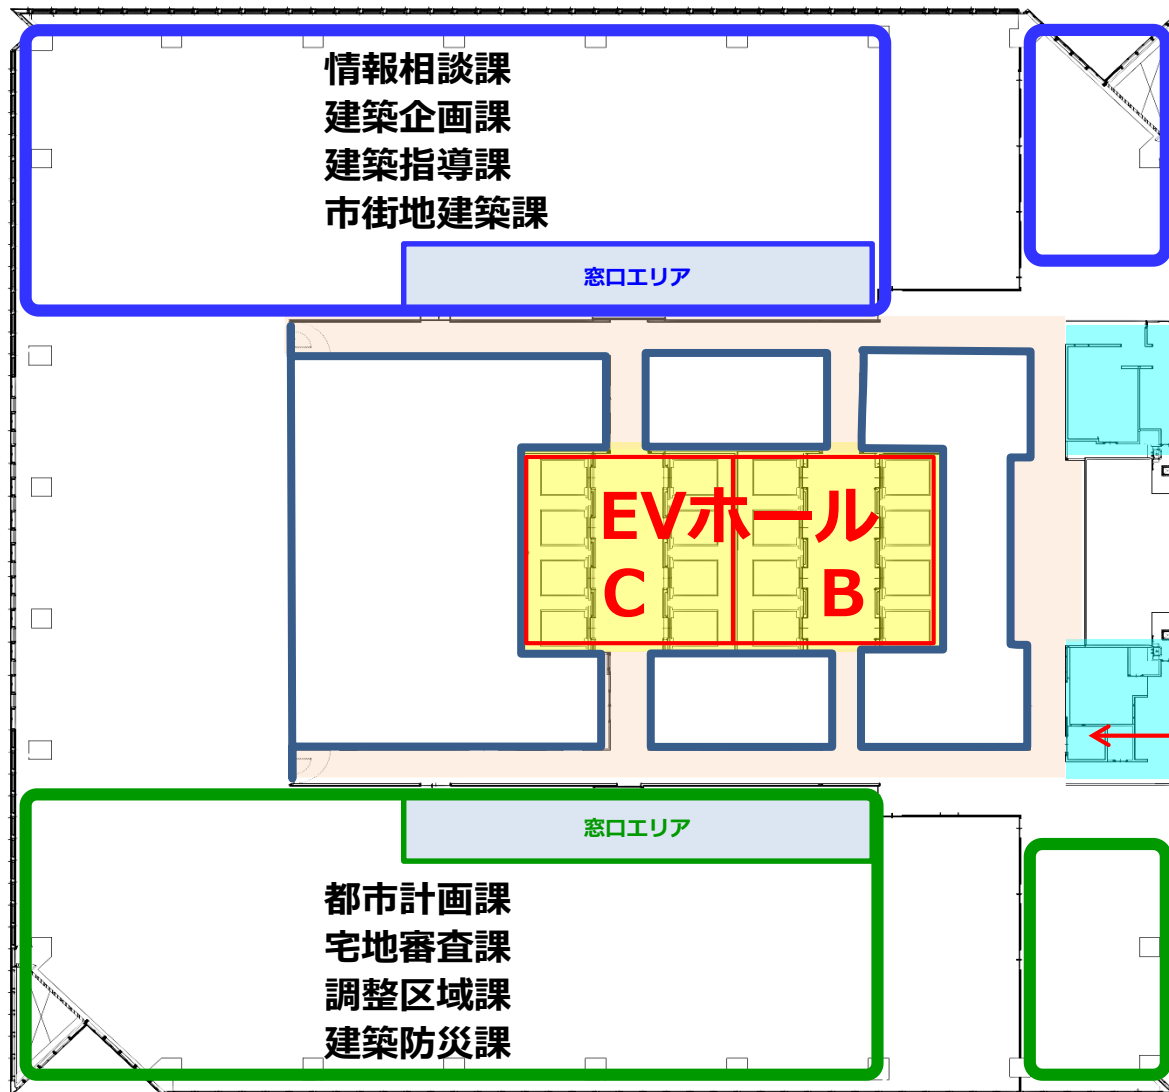 情報相談課
建築企画課
建築指導課
市街地建築課
窓口エリア
EVホール
C
B
窓口エリア
都市計画課
宅地審査課
調整区域課
建築防災課